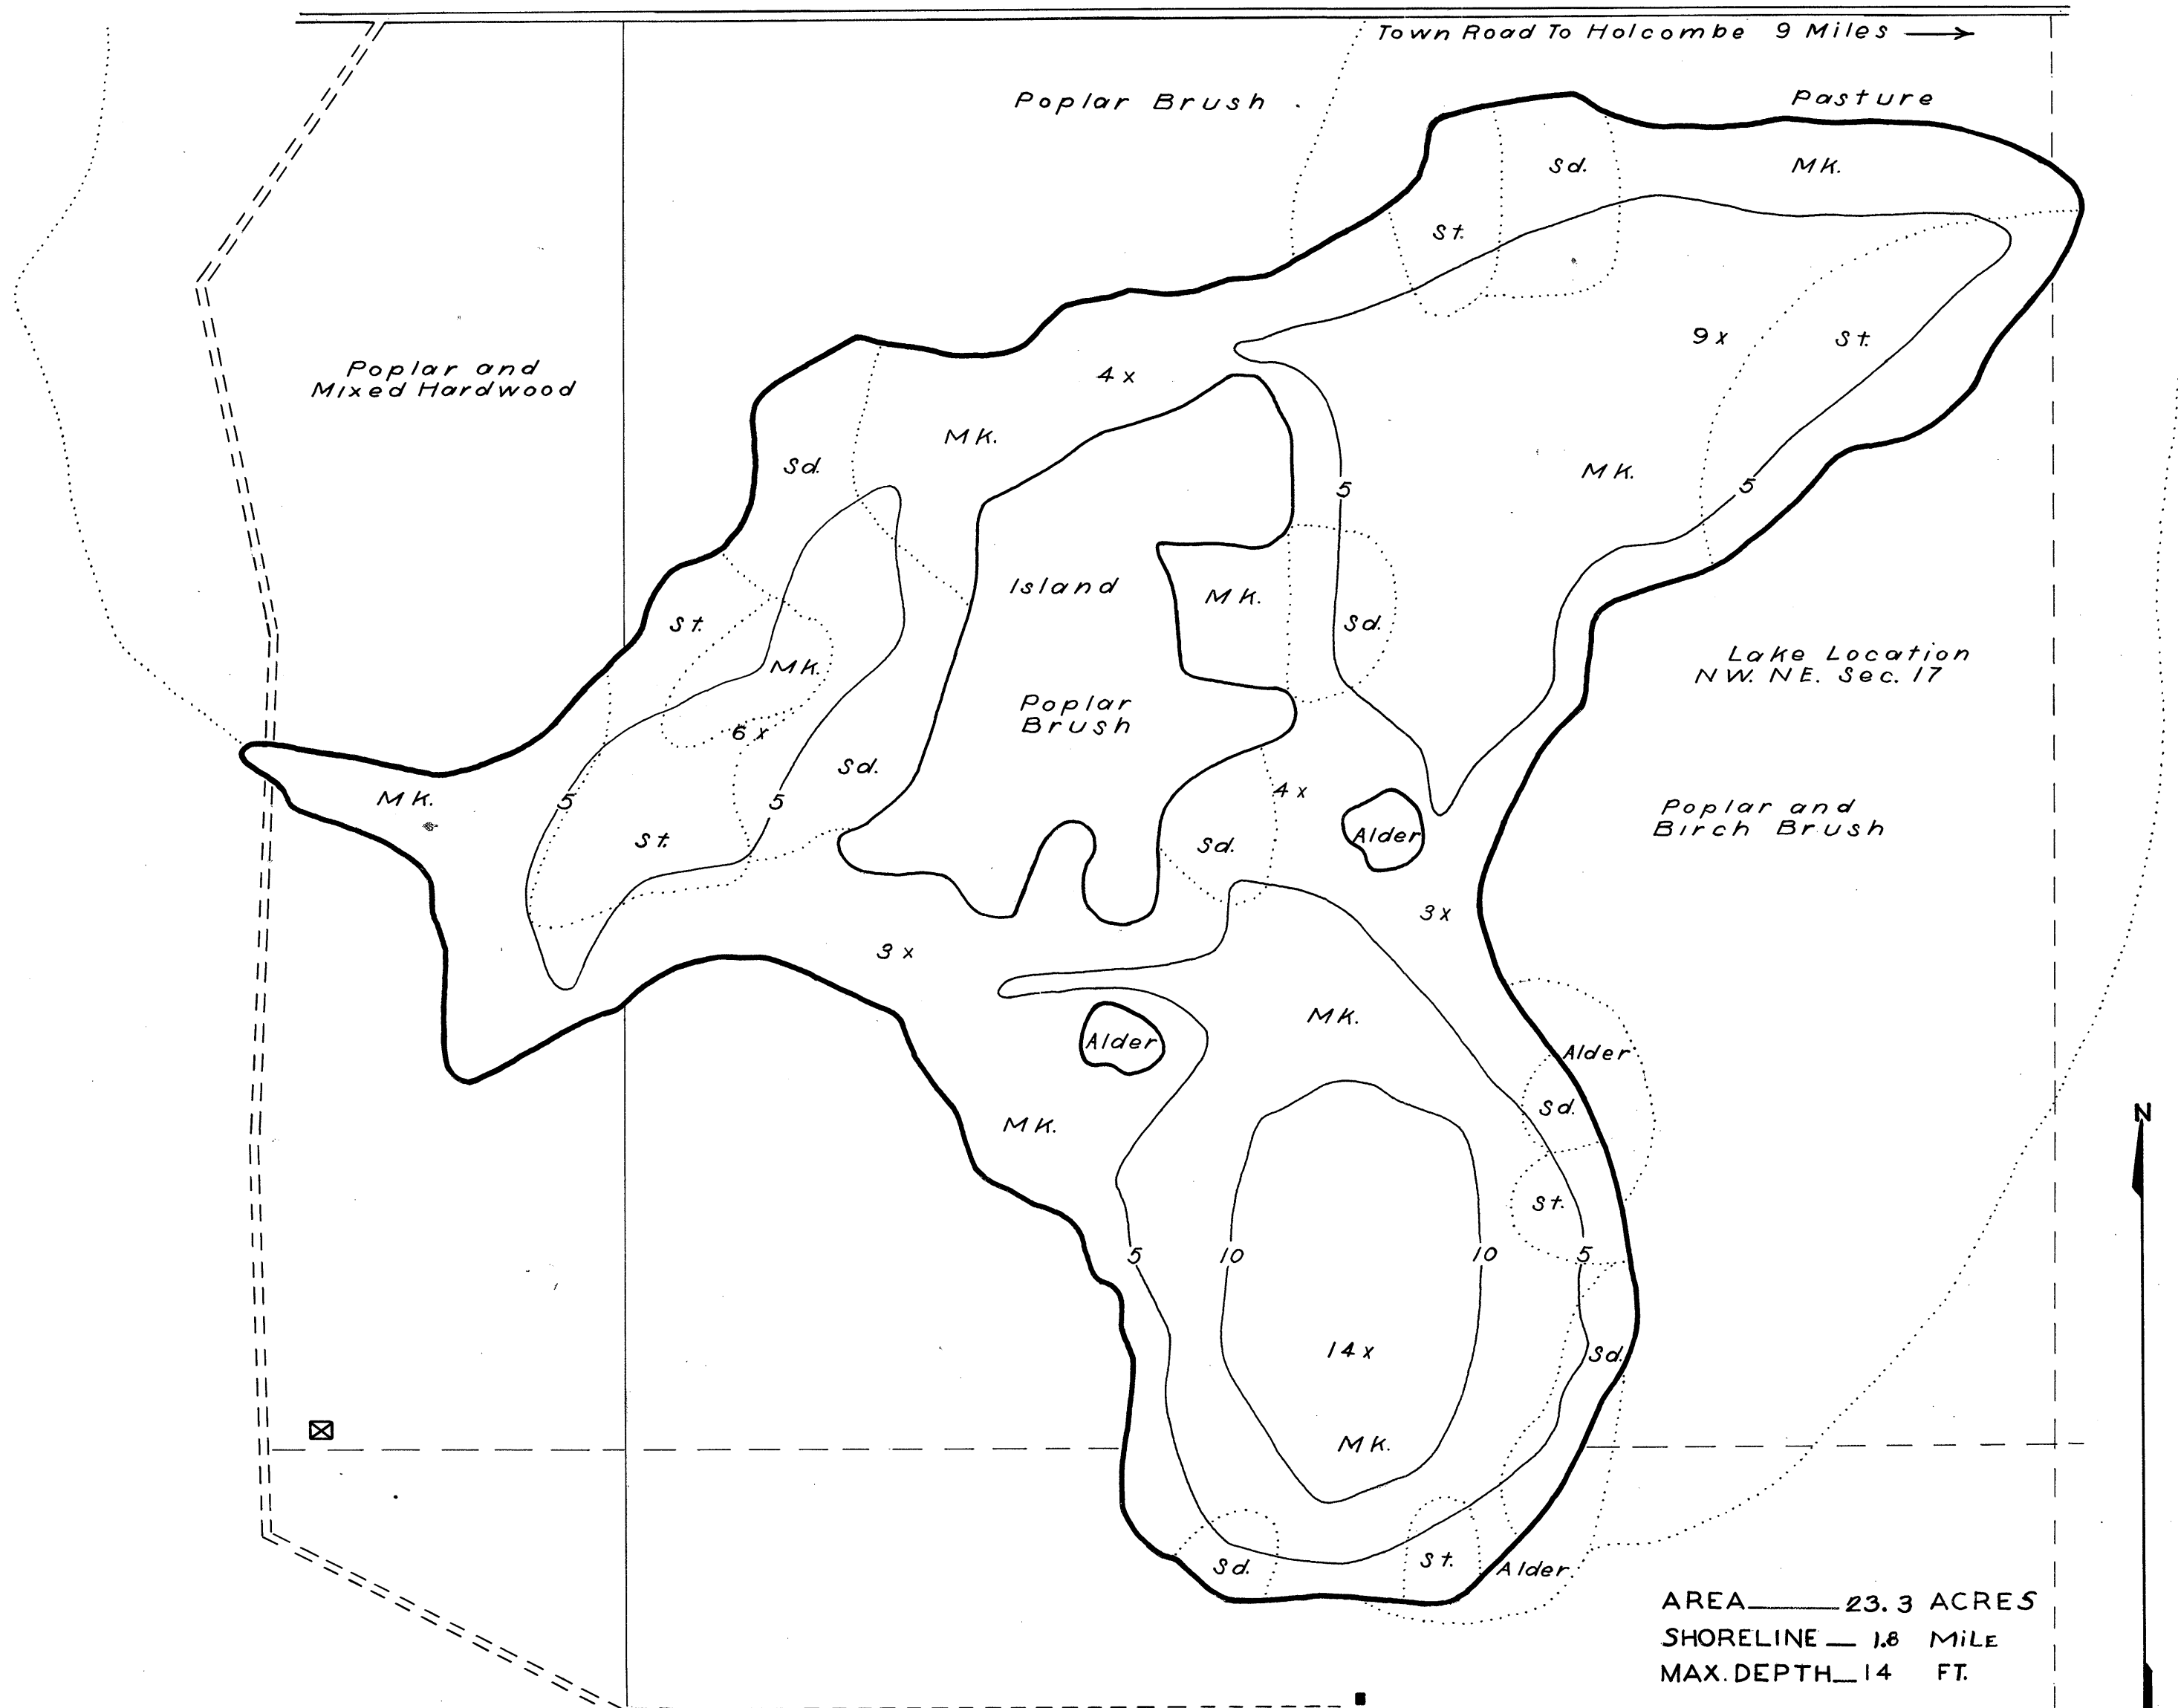 Town Road To Holcombe 9 Miles
Poplar Brush
Pasture
Sd.
MK.
St.
9 x
St.
Poplar and
Mixed Hardwood
4 x
MK.
Sd.
MK.
5
5
Island
MK.
Sd.
St.
MK.
Lake Location
NW. NE. Sec. 17
Poplar
Brush
6 x
Sd.
MK.
5
5
4 x
Poplar and
Birch Brush
St.
Sd.
Alder
3 x
3 x
MK.
Alder
Alder
Sd.
MK.
N
St.
5
10
10
5
14 x
Sd.
MK.
Sd.
St.
Alder
AREA 23.3 ACRES
SHORELINE 1.8 MiLE
MAX. DEPTH 14 FT.